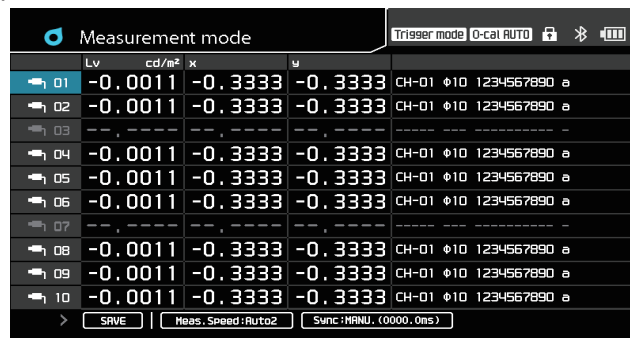 Measurement mode Trigger mode 0-cal AUTO
Lv cd/m² x y
01 -0.0011 -0.3333 -0.3333 CH-01 Φ10 1234567890 a
02 -0.0011 -0.3333 -0.3333 CH-01 Φ10 1234567890 a
03 --.---- --.---- --.---- ----- --- ---------- -
04 -0.0011 -0.3333 -0.3333 CH-01 Φ10 1234567890 a
05 -0.0011 -0.3333 -0.3333 CH-01 Φ10 1234567890 a
06 -0.0011 -0.3333 -0.3333 CH-01 Φ10 1234567890 a
07 --.---- --.---- --.---- ----- --- ---------- -
08 -0.0011 -0.3333 -0.3333 CH-01 Φ10 1234567890 a
09 -0.0011 -0.3333 -0.3333 CH-01 Φ10 1234567890 a
10 -0.0011 -0.3333 -0.3333 CH-01 Φ10 1234567890 a
> SAVE Meas.Speed:Auto2 Sync:MANU.(0000.0ms)